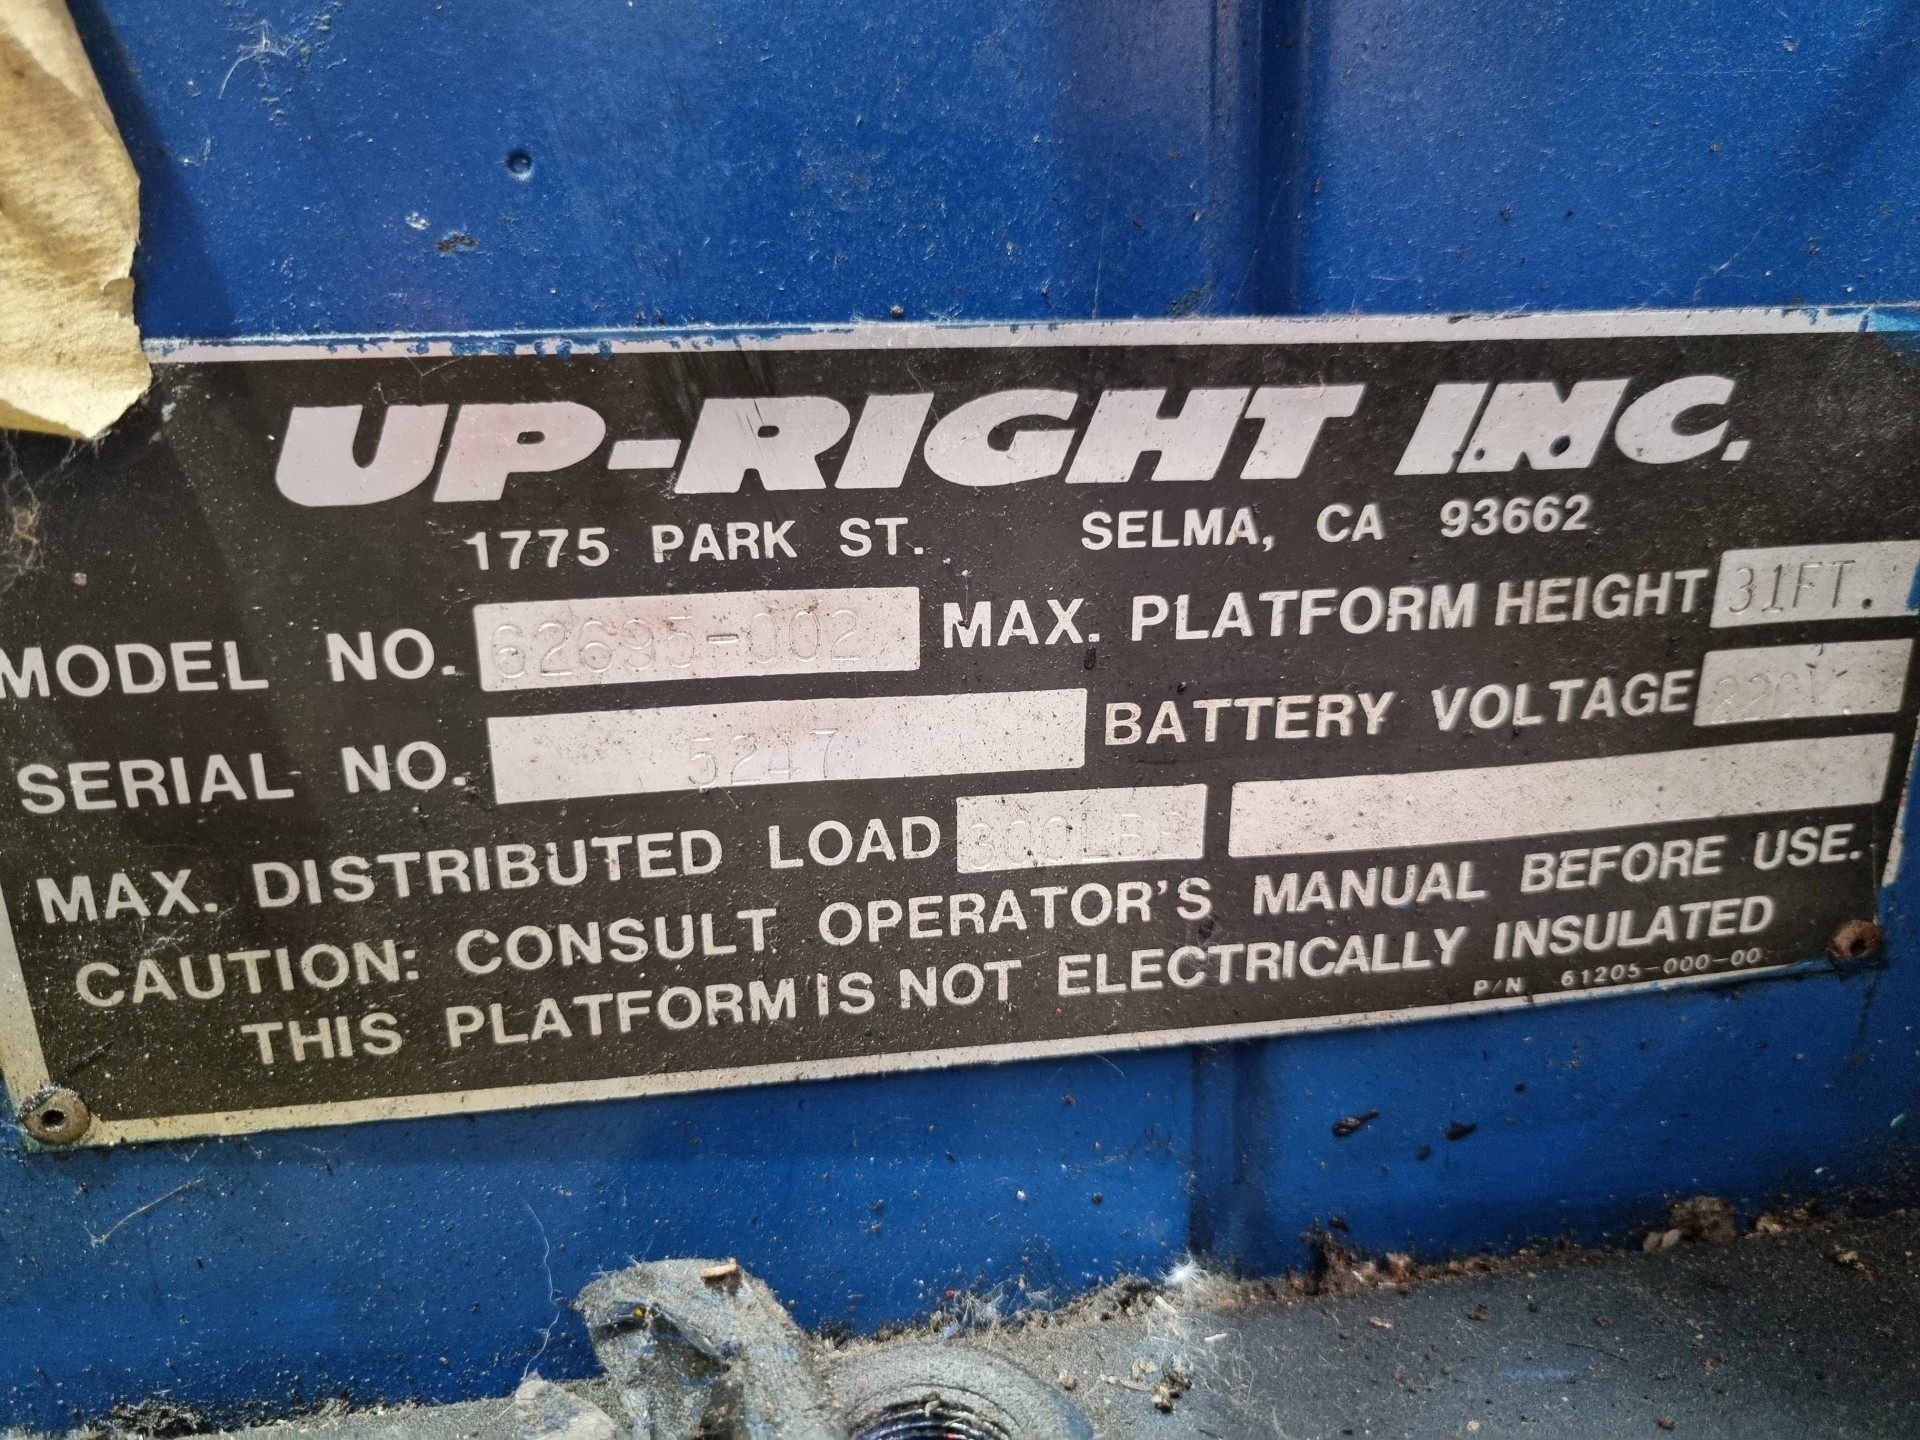 UP-RIGHT INC.
1775 PARK ST. SELMA, CA 93662
MODEL NO. 62695-002 MAX. PLATFORM HEIGHT 31FT.
SERIAL NO. 5247 BATTERY VOLTAGE 220V
MAX. DISTRIBUTED LOAD 300LBS
CAUTION: CONSULT OPERATOR'S MANUAL BEFORE USE.
THIS PLATFORM IS NOT ELECTRICALLY INSULATED
P/N 61205-000-00